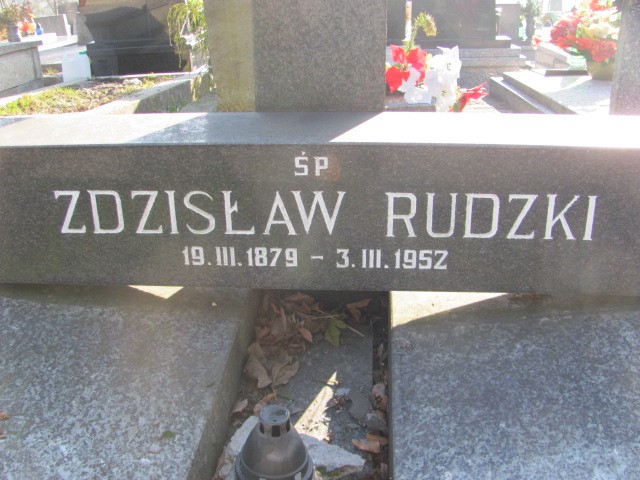 ŚP
ZDZISŁAW RUDZKI
19.III.1879 – 3.III.1952